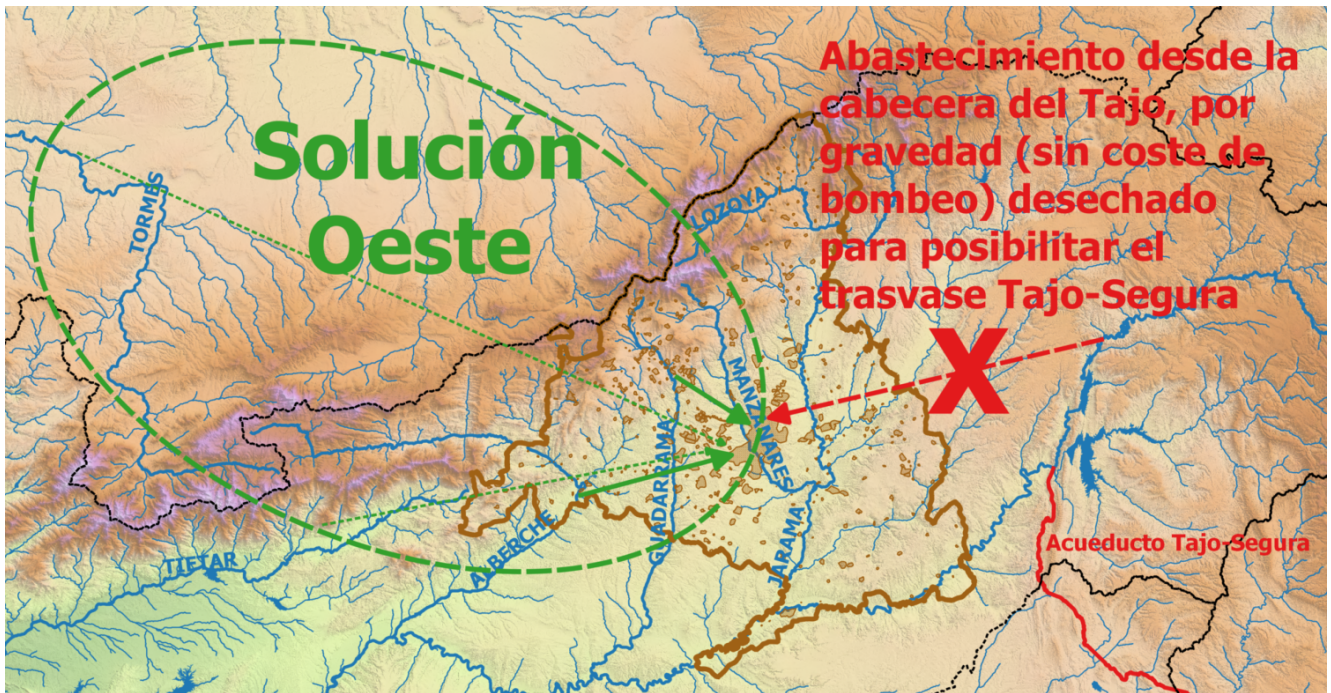 Abastecimiento desde la
cabecera del Tajo, por
gravedad (sin coste de
bombeo) desechado
para posibilitar el
trasvase Tajo-Segura
X
Solución
Oeste
TORMES
LOZOYA
MANZANARES
GUADARRAMA
JARAMA
ALBERCHE
TIETAR
Acueducto Tajo-Segura